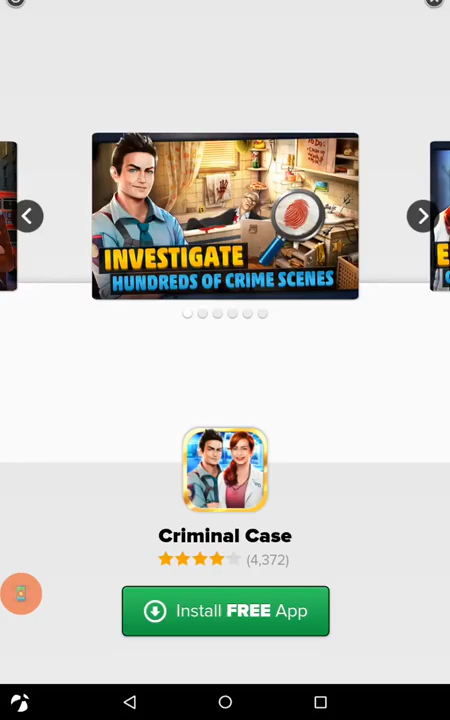 INVESTIGATE
HUNDREDS OF CRIME SCENES
Criminal Case
(4,372)
Install FREE App